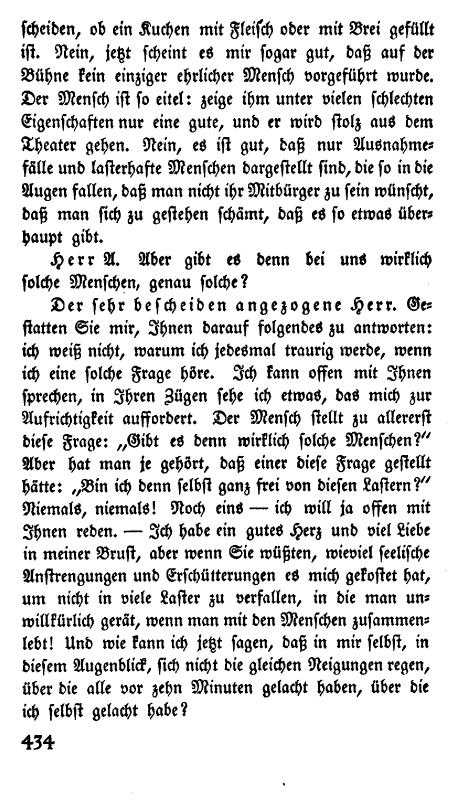 scheiden, ob ein Kuchen mit Fleisch oder mit Brei gefüllt
ist. Nein, jetzt scheint es mir sogar gut, daß auf der
Bühne kein einziger ehrlicher Mensch vorgeführt wurde.
Der Mensch ist so eitel: zeige ihm unter vielen schlechten
Eigenschaften nur eine gute, und er wird stolz aus dem
Theater gehen. Nein, es ist gut, daß nur Ausnahme-
fälle und lasterhafte Menschen dargestellt sind, die so in die
Augen fallen, daß man nicht ihr Mitbürger zu sein wünscht,
daß man sich zu gestehen schämt, daß es so etwas über-
haupt gibt.
Herr A. Aber gibt es denn bei uns wirklich
solche Menschen, genau solche?
Der sehr bescheiden angezogene Herr. Ge-
statten Sie mir, Ihnen darauf folgendes zu antworten:
ich weiß nicht, warum ich jedesmal traurig werde, wenn
ich eine solche Frage höre. Ich kann offen mit Ihnen
sprechen, in Ihren Zügen sehe ich etwas, das mich zur
Aufrichtigkeit auffordert. Der Mensch stellt zu allererst
diese Frage: „Gibt es denn wirklich solche Menschen?“
Aber hat man je gehört, daß einer diese Frage gestellt
hätte: „Bin ich denn selbst ganz frei von diesen Lastern?“
Niemals, niemals! Noch eins — ich will ja offen mit
Ihnen reden. — Ich habe ein gutes Herz und viel Liebe
in meiner Brust, aber wenn Sie wüßten, wieviel seelische
Anstrengungen und Erschütterungen es mich gekostet hat,
um nicht in viele Laster zu verfallen, in die man un-
willkürlich gerät, wenn man mit den Menschen zusammen-
lebt! Und wie kann ich jetzt sagen, daß in mir selbst, in
diesem Augenblick, sich nicht die gleichen Neigungen regen,
über die alle vor zehn Minuten gelacht haben, über die
ich selbst gelacht habe?
434